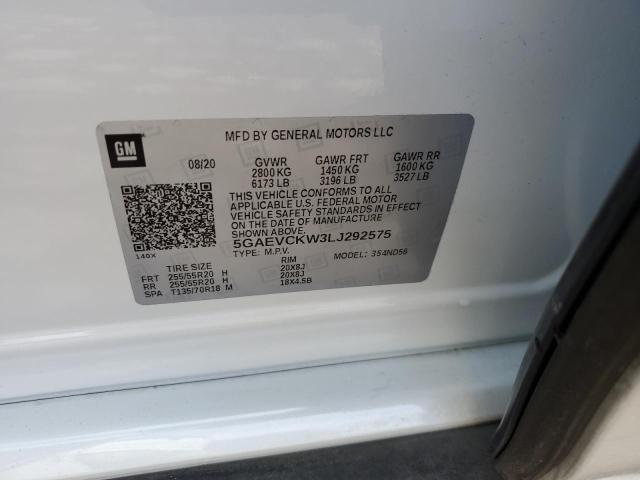 GM
MFD BY GENERAL MOTORS LLC
08/20 GVWR GAWR FRT GAWR RR
2800 KG 1450 KG 1600 KG
6173 LB 3196 LB 3527 LB
THIS VEHICLE CONFORMS TO ALL
APPLICABLE U.S. FEDERAL MOTOR
VEHICLE SAFETY STANDARDS IN EFFECT
ON THE DATE OF MANUFACTURE
5GAEVCKW3LJ292575
140X
TYPE: M.P.V. MODEL: 354ND56
TIRE SIZE RIM
FRT 255/55R20 H 20X8J
RR 255/55R20 H 20X8J
SPA T135/70R18 M 18X4.5B